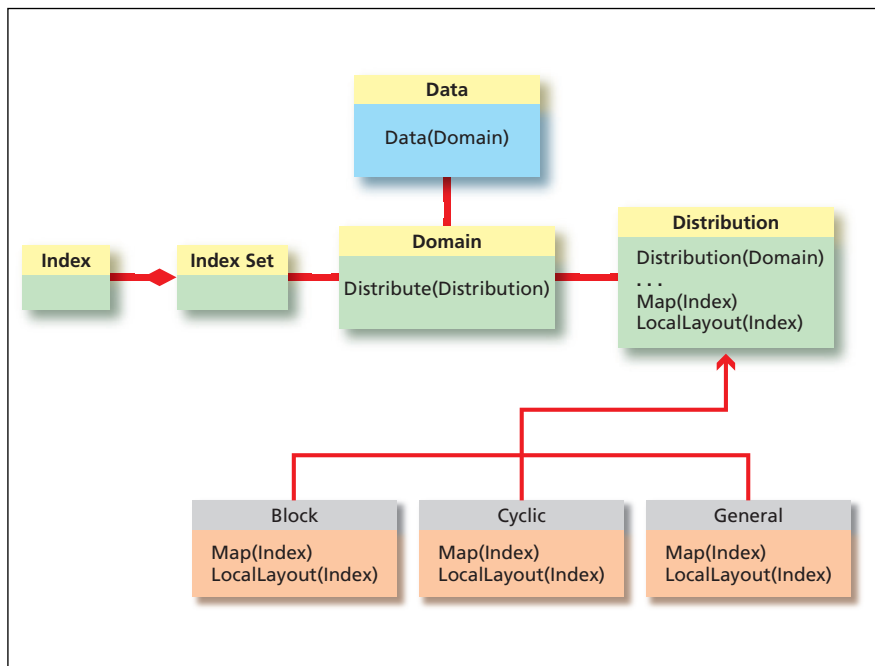 Data
Data(Domain)
Index
Index Set
Domain
Distribute(Distribution)
Distribution
Distribution(Domain)
. . .
Map(Index)
LocalLayout(Index)
Block
Map(Index)
LocalLayout(Index)
Cyclic
Map(Index)
LocalLayout(Index)
General
Map(Index)
LocalLayout(Index)